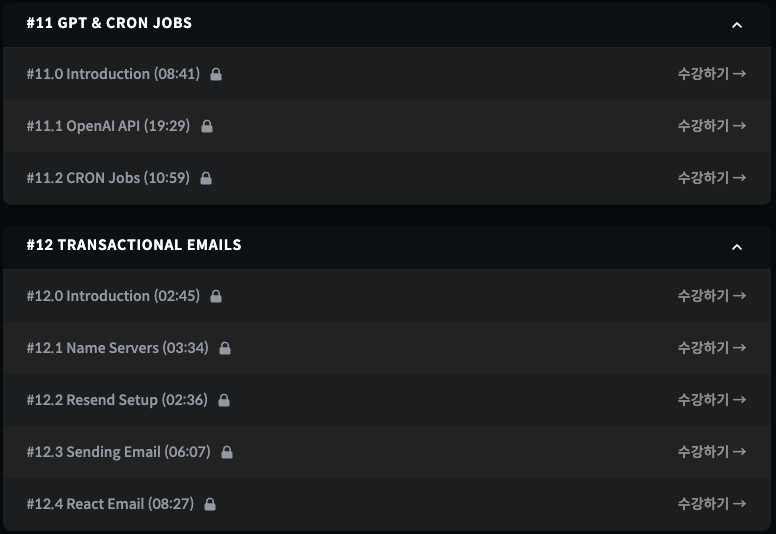 #11 GPT & CRON JOBS
#11.0 Introduction (08:41) 수강하기 →
#11.1 OpenAI API (19:29) 수강하기 →
#11.2 CRON Jobs (10:59) 수강하기 →
#12 TRANSACTIONAL EMAILS
#12.0 Introduction (02:45) 수강하기 →
#12.1 Name Servers (03:34) 수강하기 →
#12.2 Resend Setup (02:36) 수강하기 →
#12.3 Sending Email (06:07) 수강하기 →
#12.4 React Email (08:27) 수강하기 →